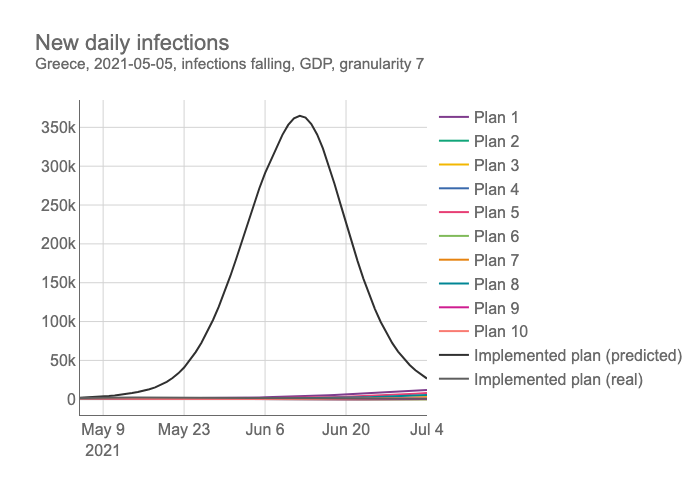 New daily infections
Greece, 2021-05-05, infections falling, GDP, granularity 7
350k
300k
250k
200k
150k
100k
50k
0
May 9
2021
May 23
Jun 6
Jun 20
Jul 4
Plan 1
Plan 2
Plan 3
Plan 4
Plan 5
Plan 6
Plan 7
Plan 8
Plan 9
Plan 10
Implemented plan (predicted)
Implemented plan (real)